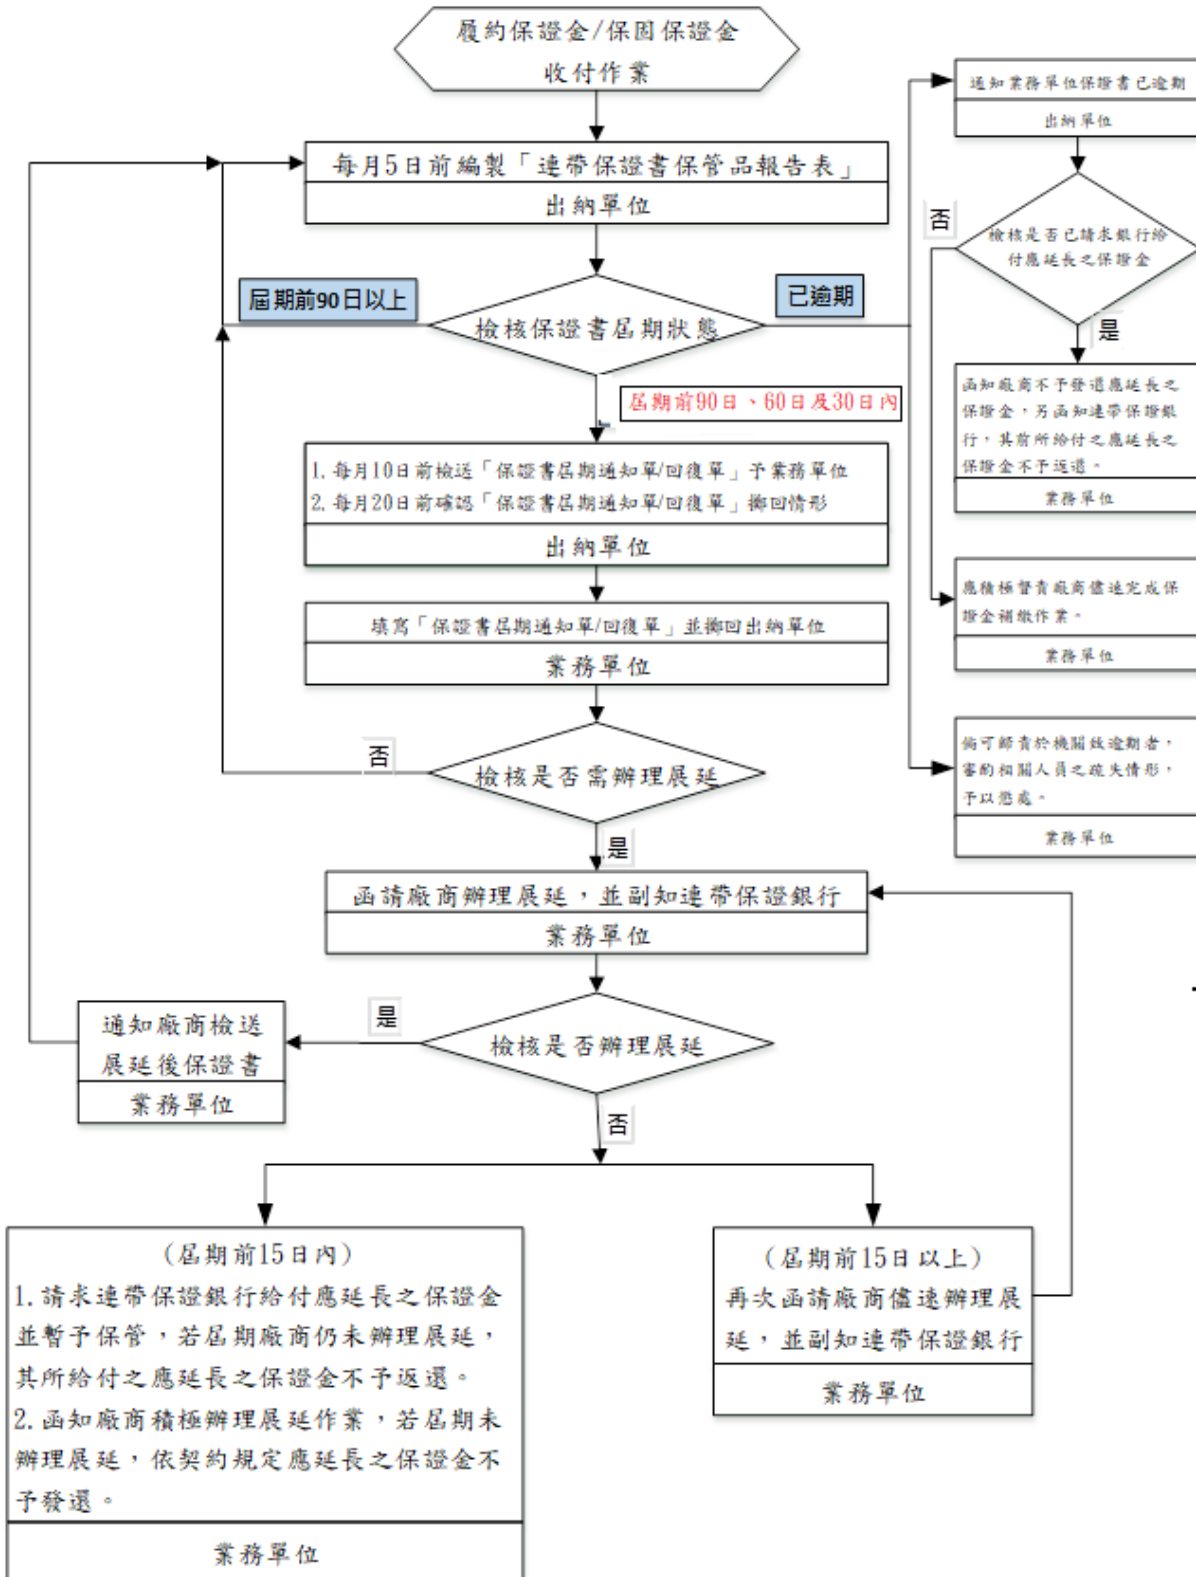 履約保證金/保固保證金
收付作業
每月5日前編製「連帶保證書保管品報告表」
出納單位
屆期前90日以上
檢核保證書屆期狀態
已逾期
屆期前90日、60日及30日內
1.每月10日前檢送「保證書屆期通知單/回復單」予業務單位
2.每月20日前確認「保證書屆期通知單/回復單」擲回情形
出納單位
填寫「保證書屆期通知單/回復單」並擲回出納單位
業務單位
否
檢核是否需辦理展延
是
函請廠商辦理展延，並副知連帶保證銀行
業務單位
是
檢核是否辦理展延
通知廠商檢送
展延後保證書
業務單位
否
(屆期前15日內)
1.請求連帶保證銀行給付應延長之保證金
並暫予保管，若屆期廠商仍未辦理展延，
其所給付之應延長之保證金不予返還。
2.函知廠商積極辦理展延作業，若屆期未
辦理展延，依契約規定應延長之保證金不
予發還。
業務單位
(屆期前15日以上)
再次函請廠商儘速辦理展
延，並副知連帶保證銀行
業務單位
通知業務單位保證書已逾期
出納單位
否
檢核是否已請求銀行給
付應延長之保證金
是
函知廠商不予發還應延長之
保證金，另函知連帶保證銀
行，其前所給付之應延長之
保證金不予返還。
業務單位
應積極督責廠商儘速完成保
證金補繳作業。
業務單位
倘可歸責於機關致逾期者，
審酌相關人員之疏失情形，
予以懲處。
業務單位